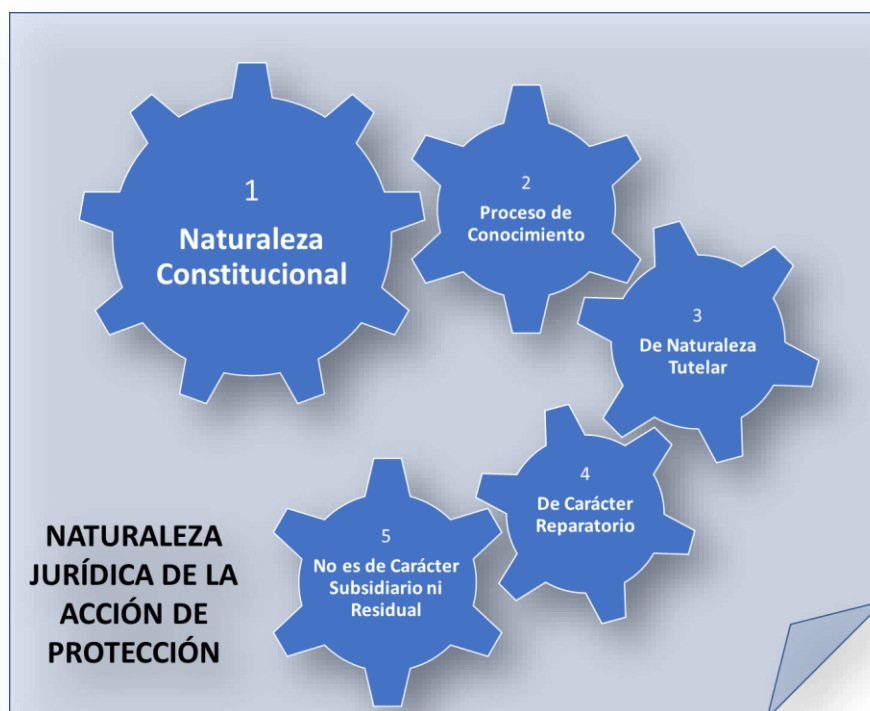 1
Naturaleza
Constitucional
2
Proceso de
Conocimiento
3
De Naturaleza
Tutelar
4
De Carácter
Reparatorio
5
No es de Carácter
Subsidiario ni
Residual
NATURALEZA
JURÍDICA DE LA
ACCIÓN DE
PROTECCIÓN